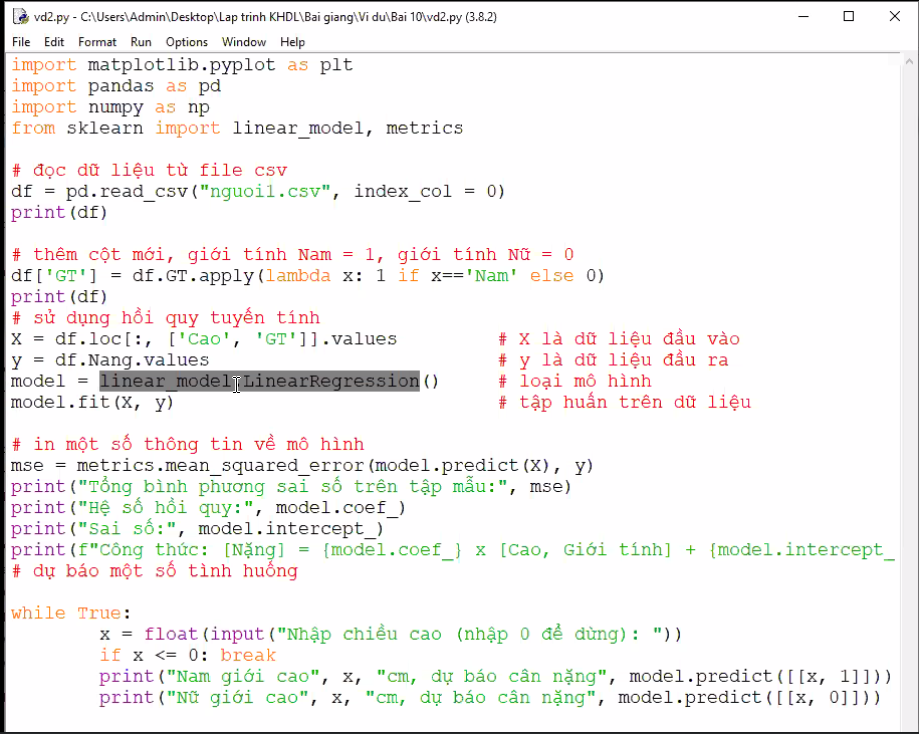 vd2.py - C:\Users\Admin\Desktop\Lap trinh KHDL\Bai giang\Vi du\Bai 10\vd2.py (3.8.2)
File Edit Format Run Options Window Help
import matplotlib.pyplot as plt
import pandas as pd
import numpy as np
from sklearn import linear_model, metrics
# đọc dữ liệu từ file csv
df = pd.read_csv("nguoi1.csv", index_col = 0)
print(df)
# thêm cột mới, giới tính Nam = 1, giới tính Nữ = 0
df['GT'] = df.GT.apply(lambda x: 1 if x=='Nam' else 0)
print(df)
# sử dụng hồi quy tuyến tính
X = df.loc[:, ['Cao', 'GT']].values # X là dữ liệu đầu vào
y = df.Nang.values # y là dữ liệu đầu ra
model = linear_model.LinearRegression() # loại mô hình
model.fit(X, y) # tập huấn trên dữ liệu
# in một số thông tin về mô hình
mse = metrics.mean_squared_error(model.predict(X), y)
print("Tổng bình phương sai số trên tập mẫu:", mse)
print("Hệ số hồi quy:", model.coef_)
print("Sai số:", model.intercept_)
print(f"Công thức: [Nặng] = {model.coef_} x [Cao, Giới tính] + {model.intercept_
# dự báo một số tình huống
while True:
x = float(input("Nhập chiều cao (nhập 0 để dừng): "))
if x <= 0: break
print("Nam giới cao", x, "cm, dự báo cân nặng", model.predict([[x, 1]]))
print("Nữ giới cao", x, "cm, dự báo cân nặng", model.predict([[x, 0]]))